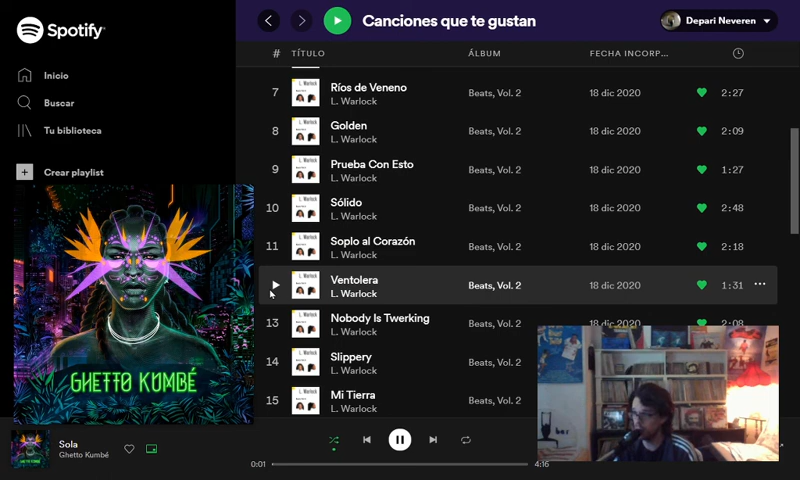 Spotify
Inicio
Buscar
Tu biblioteca
Crear playlist
Canciones que te gustan
Depari Neveren
# TÍTULO ÁLBUM FECHA INCORP...
7 Ríos de Veneno Beats, Vol. 2 18 dic 2020 2:27
L. Warlock
8 Golden Beats, Vol. 2 18 dic 2020 2:09
L. Warlock
9 Prueba Con Esto Beats, Vol. 2 18 dic 2020 1:27
L. Warlock
10 Sólido Beats, Vol. 2 18 dic 2020 2:48
L. Warlock
11 Soplo al Corazón Beats, Vol. 2 18 dic 2020 2:18
L. Warlock
Ventolera Beats, Vol. 2 18 dic 2020 1:31
L. Warlock
13 Nobody Is Twerking Beats, Vol. 2 18 dic 2020 2:08
L. Warlock
14 Slippery Beats, Vol. 2
L. Warlock
15 Mi Tierra Beats, Vol. 2
L. Warlock
GHETTO KUMBÉ
Sola
Ghetto Kumbé
0:01 4:16